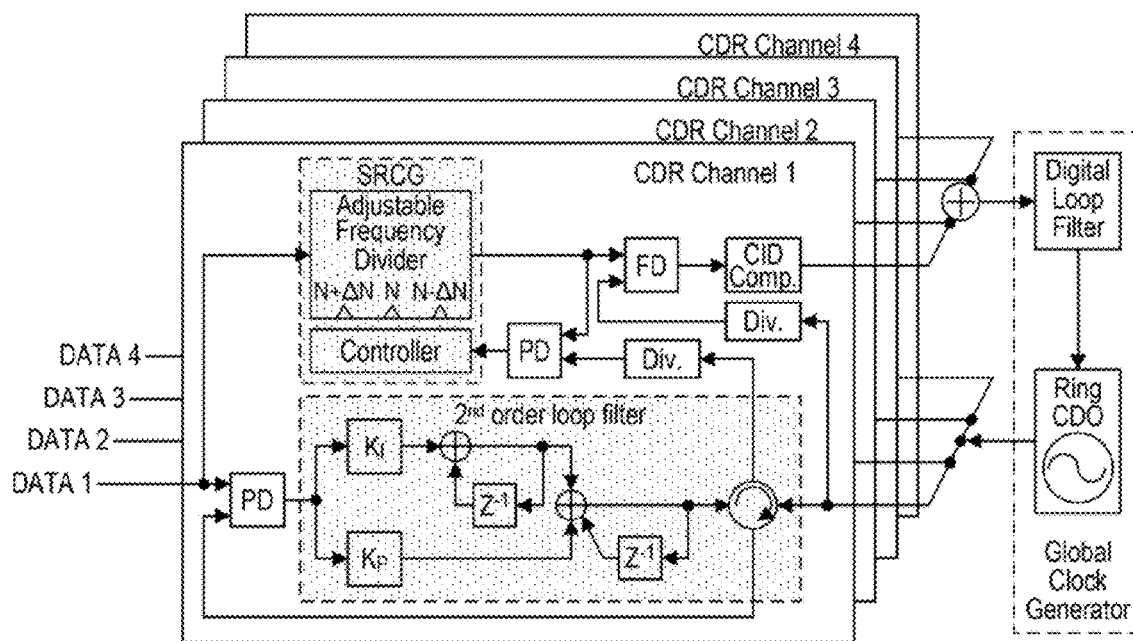 CDR Channel 4
CDR Channel 3
CDR Channel 2
CDR Channel 1
SRCG
Adjustable
Frequency
Divider
N+ΔN N N-ΔN
Controller
FD
CID
Comp.
Div.
PD
Div.
Digital
Loop
Filter
Ring
CDO
Global
Clock
Generator
DATA 4
DATA 3
DATA 2
DATA 1
PD
2nd order loop filter
KI
Z-1
KP
Z-1